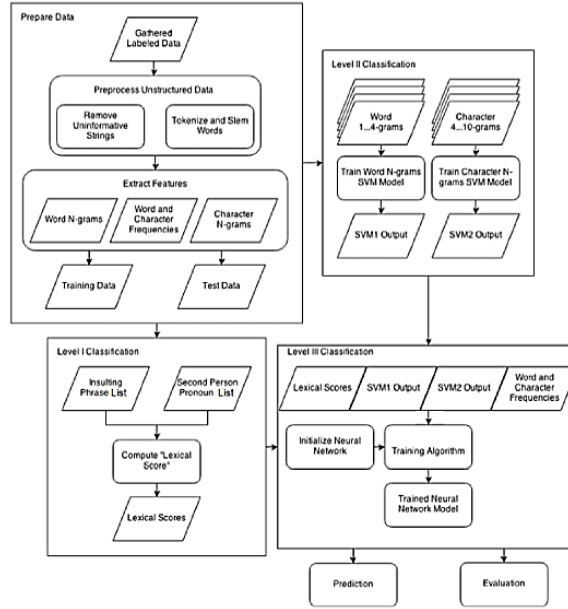 Prepare Data
Gathered
Labeled Data
Preprocess Unstructured Data
Remove
Uninformative
Strings
Tokenize and Stem
Words
Extract Features
Word N-grams
Word and
Character
Frequencies
Character
N-grams
Training Data
Test Data
Level II Classification
Word
1...4-grams
Character
4...10-grams
Train Word N-grams
SVM Model
Train Character N-
grams SVM Model
SVM1 Output
SVM2 Output
Level I Classification
Insulting
Phrase List
Second Person
Pronoun List
Compute "Lexical
Score"
Lexical Scores
Level III Classification
Lexical Scores
SVM1 Output
SVM2 Output
Word and
Character
Frequencies
Initialize Neural
Network
Training Algorithm
Trained Neural
Network Model
Prediction
Evaluation